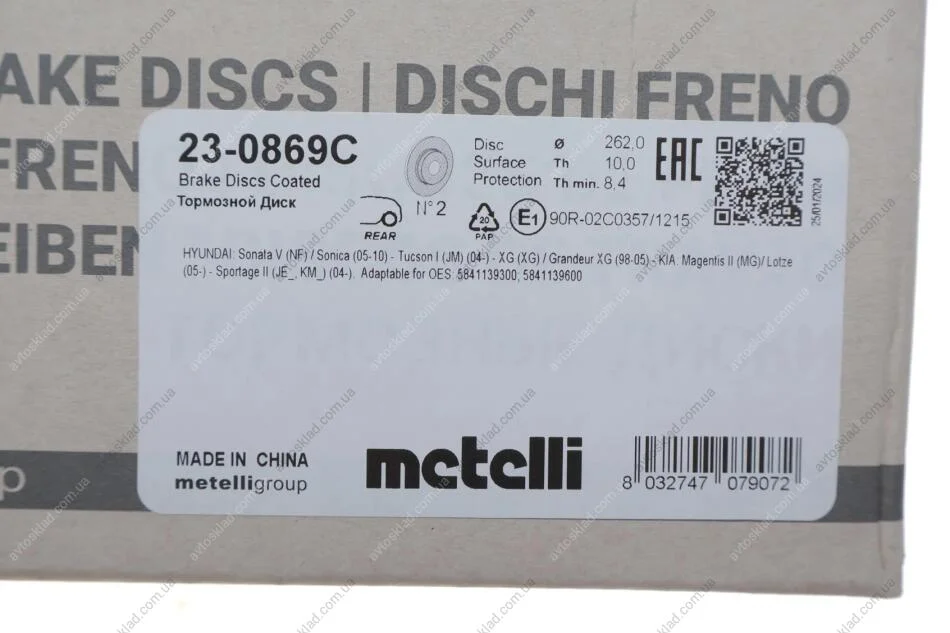 AKE DISCS | DISCHI FRENO
FREN
EIBEN
23-0869C
Brake Discs Coated
Тормозной Диск
REAR
N°2
Disc
Surface
Protection
Ø 262,0
Th 10,0
Th min. 8,4
EAC
20
PAP
E1 90R-02C0357/1215
25/01/2024
HYUNDAI: Sonata V (NF) / Sonica (05-10) - Tucson I (JM) (04-) - XG (XG) / Grandeur XG (98-05) - KIA: Magentis II (MG)/ Lotze
(05-) - Sportage II (JE_, KM_) (04-). Adaptable for OES: 5841139300; 5841139600
MADE IN CHINA
metelligroup
metelli
8 032747 079072
p
avtosklad.com.ua